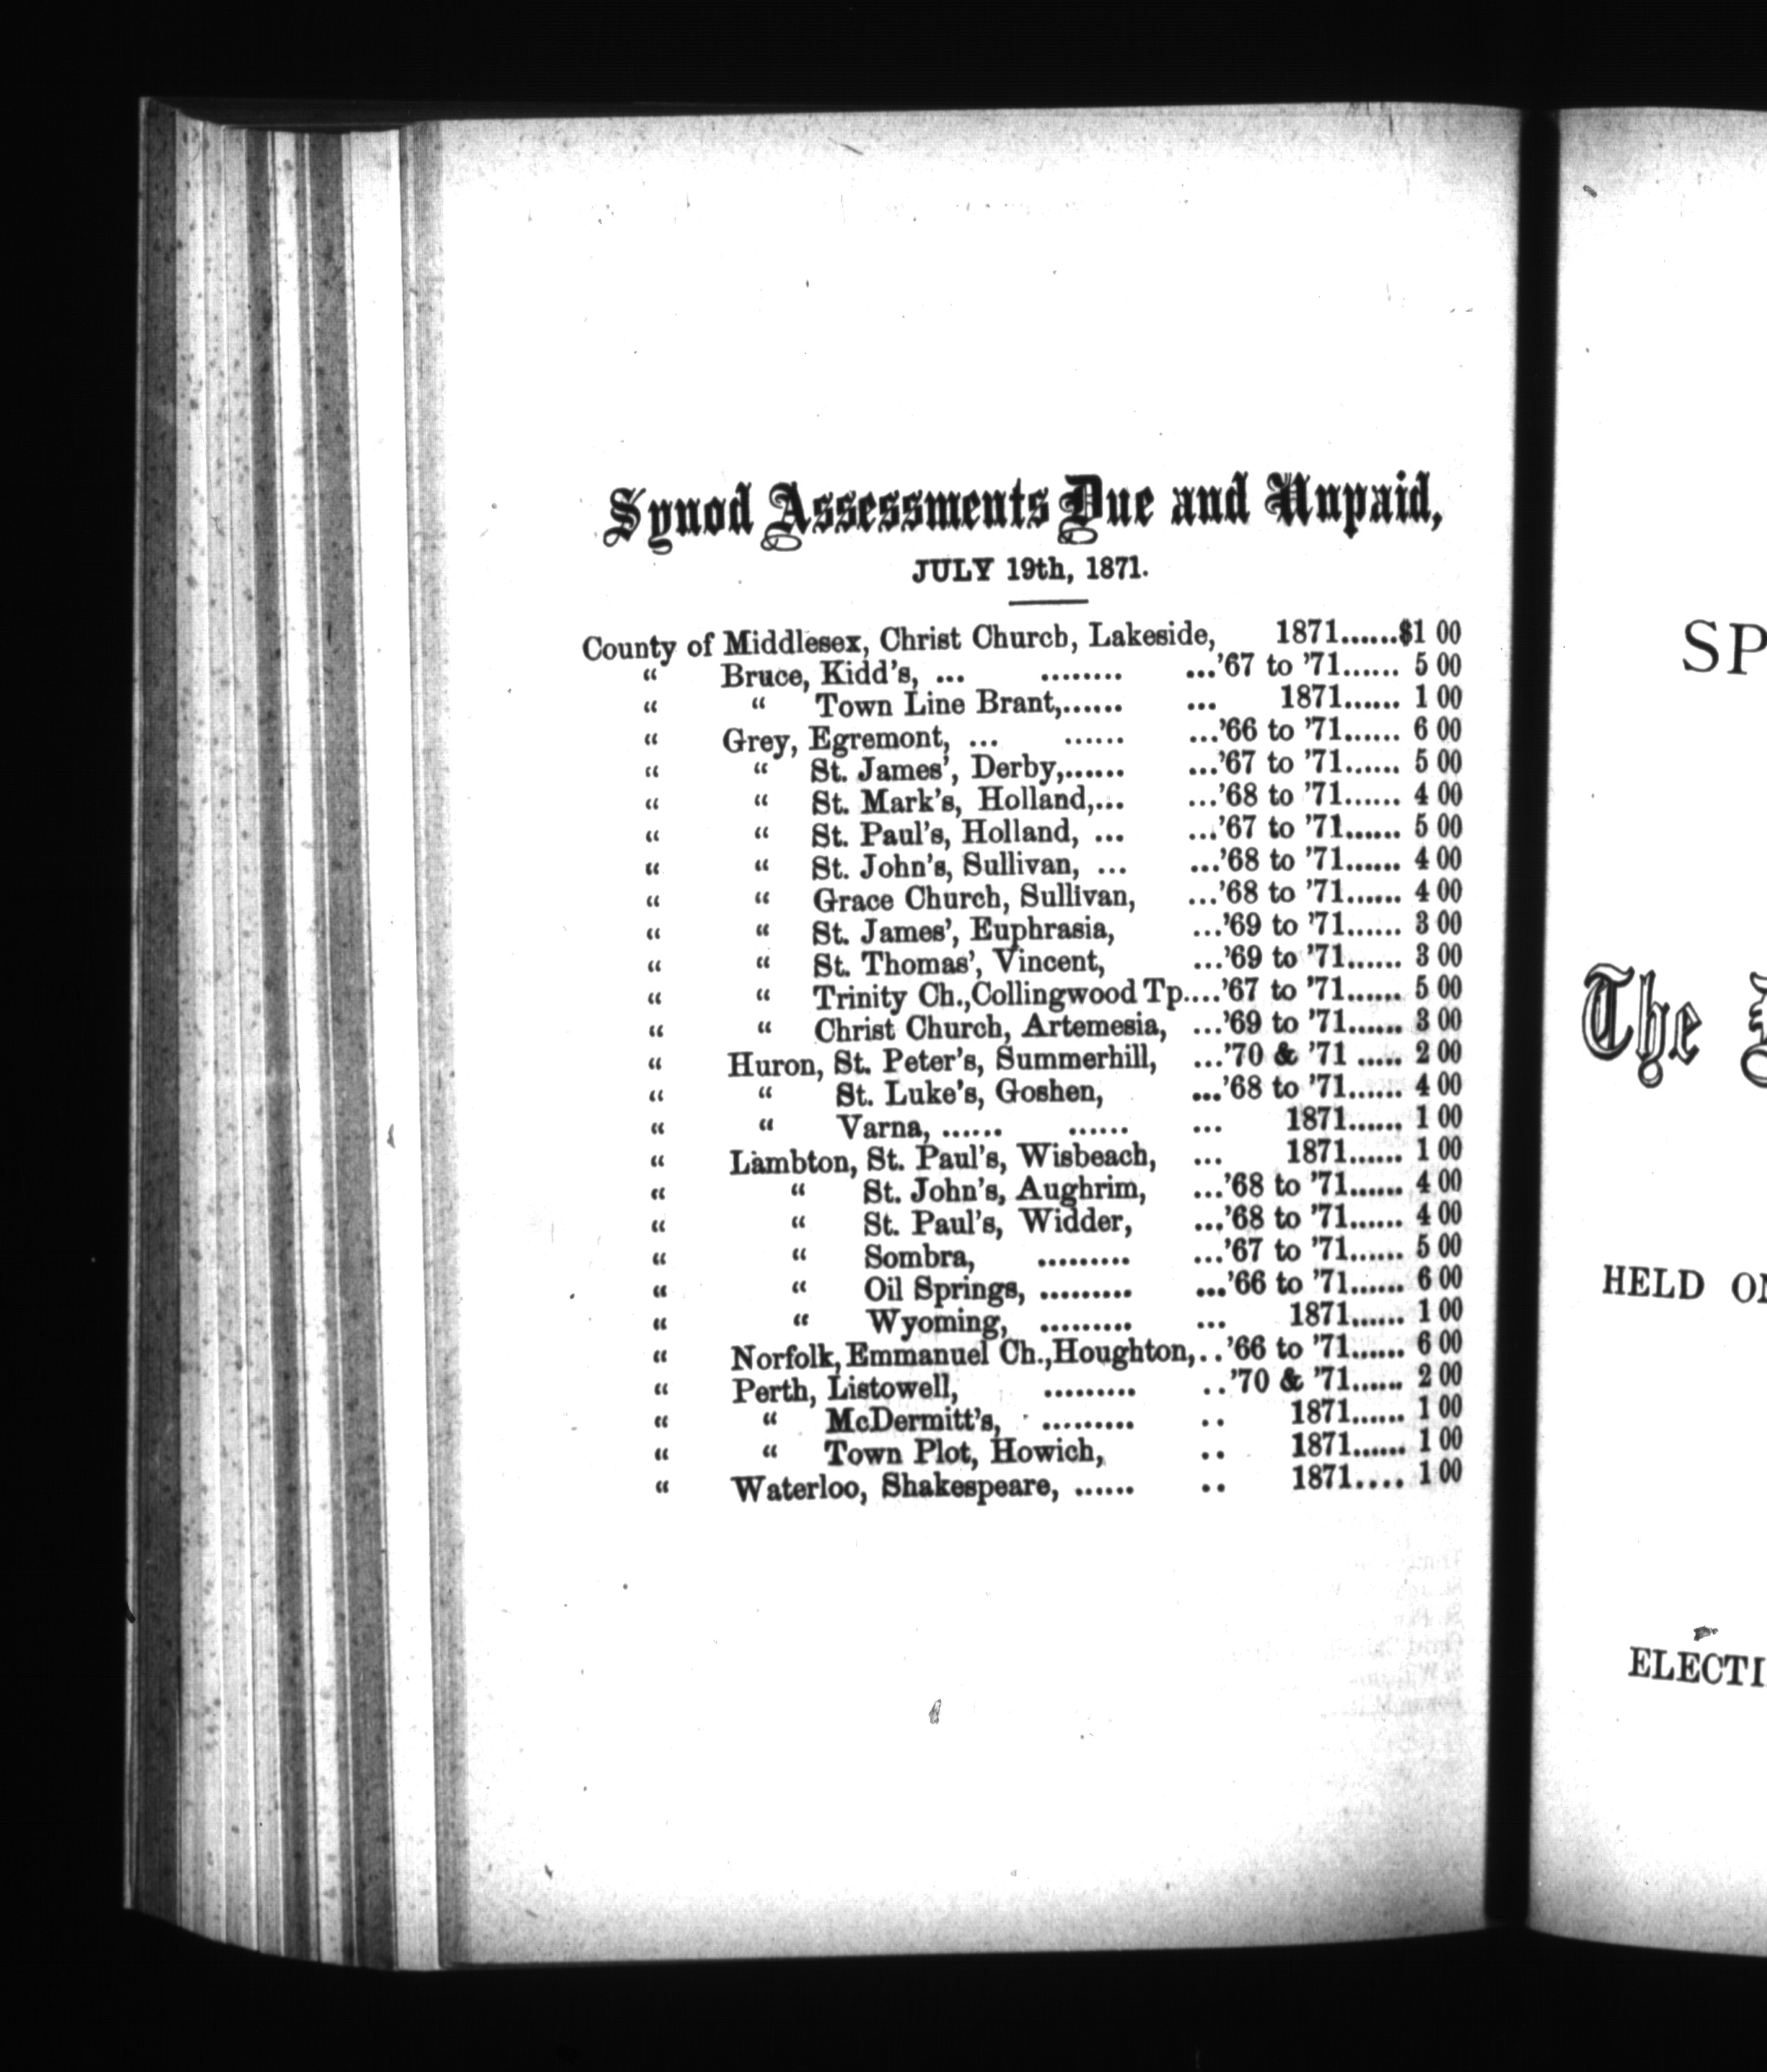 Synod Assessments Due and Unpaid,
JULY 19th, 1871.
County of Middlesex, Christ Church, Lakeside, 1871......$1 00
“ Bruce, Kidd's, ... ........ ...'67 to '71...... 5 00
“ “ Town Line Brant,...... ... 1871...... 1 00
“ Grey, Egremont, ... ...... ...'66 to '71...... 6 00
“ “ St. James', Derby,...... ...'67 to '71...... 5 00
“ “ St. Mark's, Holland,... ...'68 to '71...... 4 00
“ “ St. Paul's, Holland, ... ...'67 to '71...... 5 00
“ “ St. John's, Sullivan, ... ...'68 to '71...... 4 00
“ “ Grace Church, Sullivan, ...'68 to '71...... 4 00
“ “ St. James', Euphrasia, ...'69 to '71...... 3 00
“ “ St. Thomas', Vincent, ...'69 to '71...... 3 00
“ “ Trinity Ch.,Collingwood Tp....'67 to '71...... 5 00
“ “ Christ Church, Artemesia, ...'69 to '71...... 3 00
“ Huron, St. Peter's, Summerhill, ...'70 & '71 ..... 2 00
“ “ St. Luke's, Goshen, ...'68 to '71...... 4 00
“ “ Varna, ...... ...... ... 1871...... 1 00
“ Lambton, St. Paul's, Wisbeach, ... 1871...... 1 00
“ “ St. John's, Aughrim, ...'68 to '71...... 4 00
“ “ St. Paul's, Widder, ...'68 to '71...... 4 00
“ “ Sombra, ......... ...'67 to '71...... 5 00
“ “ Oil Springs, ......... ...'66 to '71...... 6 00
“ “ Wyoming, ......... ... 1871...... 1 00
“ Norfolk, Emmanuel Ch.,Houghton,..'66 to '71...... 6 00
“ Perth, Listowell, ......... ..'70 & '71...... 2 00
“ “ McDermitt's, ......... .. 1871...... 1 00
“ “ Town Plot, Howich, .. 1871...... 1 00
“ Waterloo, Shakespeare, ...... .. 1871.... 1 00
SP
The
HELD ON
ELECTI